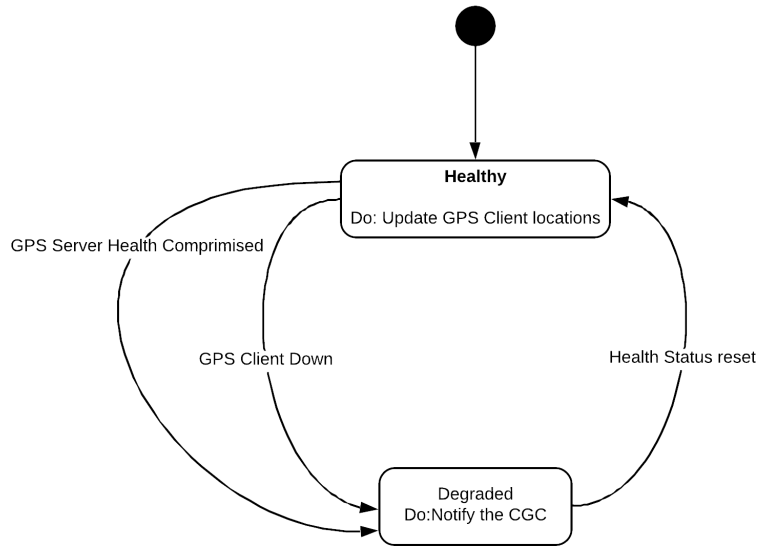 Healthy
Do: Update GPS Client locations
GPS Server Health Comprimised
GPS Client Down
Health Status reset
Degraded
Do:Notify the CGC